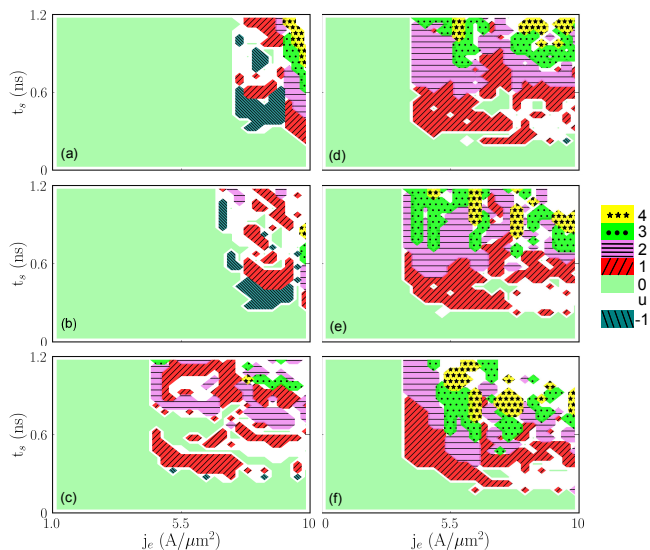 1.2
t_s (ns)
0.6
0
(a)
(d)
1.2
t_s (ns)
0.6
0
(b)
(e)
4
3
2
1
0
u
-1
1.2
t_s (ns)
0.6
0
(c)
(f)
1.0 5.5 10 0 5.5 10
j_e (A/μm²) j_e (A/μm²)